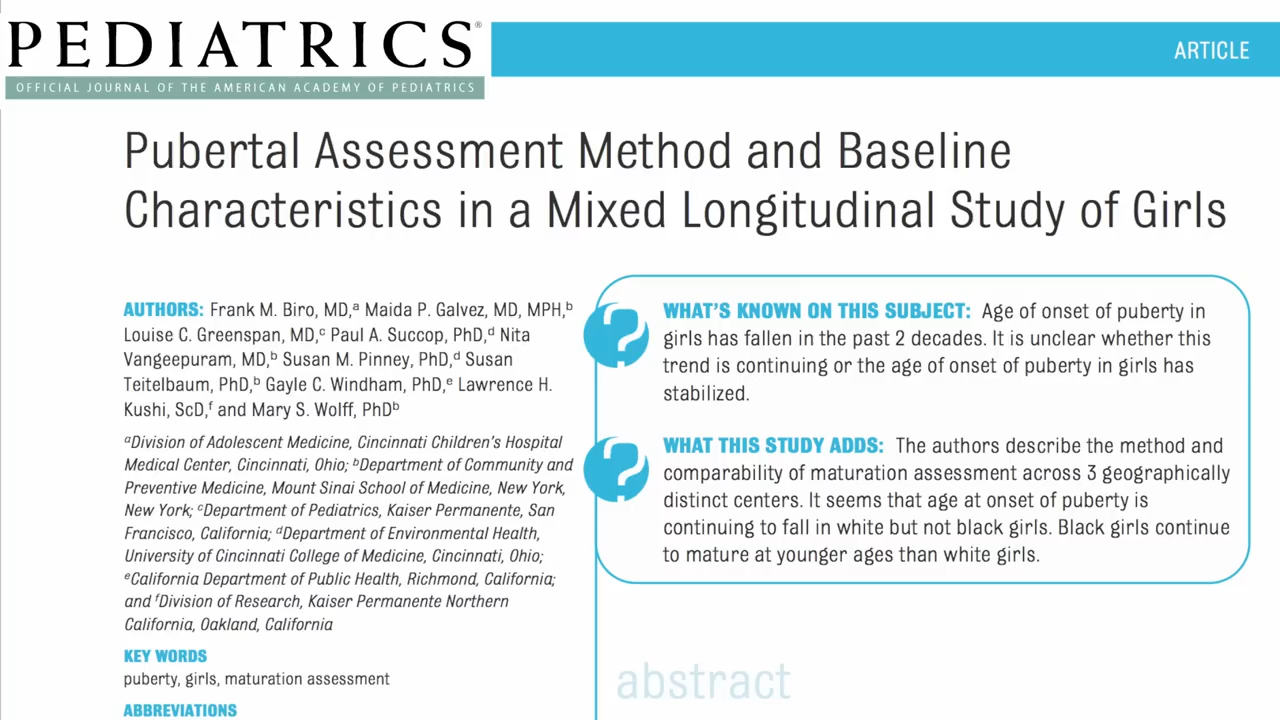 PEDIATRICS®
OFFICIAL JOURNAL OF THE AMERICAN ACADEMY OF PEDIATRICS
ARTICLE
Pubertal Assessment Method and Baseline
Characteristics in a Mixed Longitudinal Study of Girls
AUTHORS: Frank M. Biro, MD,ᵃ Maida P. Galvez, MD, MPH,ᵇ
Louise C. Greenspan, MD,ᶜ Paul A. Succop, PhD,ᵈ Nita
Vangeepuram, MD,ᵇ Susan M. Pinney, PhD,ᵈ Susan
Teitelbaum, PhD,ᵇ Gayle C. Windham, PhD,ᵉ Lawrence H.
Kushi, ScD,ᶠ and Mary S. Wolff, PhDᵇ
ᵃDivision of Adolescent Medicine, Cincinnati Children's Hospital
Medical Center, Cincinnati, Ohio; ᵇDepartment of Community and
Preventive Medicine, Mount Sinai School of Medicine, New York,
New York; ᶜDepartment of Pediatrics, Kaiser Permanente, San
Francisco, California; ᵈDepartment of Environmental Health,
University of Cincinnati College of Medicine, Cincinnati, Ohio;
ᵉCalifornia Department of Public Health, Richmond, California;
and ᶠDivision of Research, Kaiser Permanente Northern
California, Oakland, California
KEY WORDS
puberty, girls, maturation assessment
ABBREVIATIONS
?
WHAT'S KNOWN ON THIS SUBJECT: Age of onset of puberty in
girls has fallen in the past 2 decades. It is unclear whether this
trend is continuing or the age of onset of puberty in girls has
stabilized.
?
WHAT THIS STUDY ADDS: The authors describe the method and
comparability of maturation assessment across 3 geographically
distinct centers. It seems that age at onset of puberty is
continuing to fall in white but not black girls. Black girls continue
to mature at younger ages than white girls.
abstract